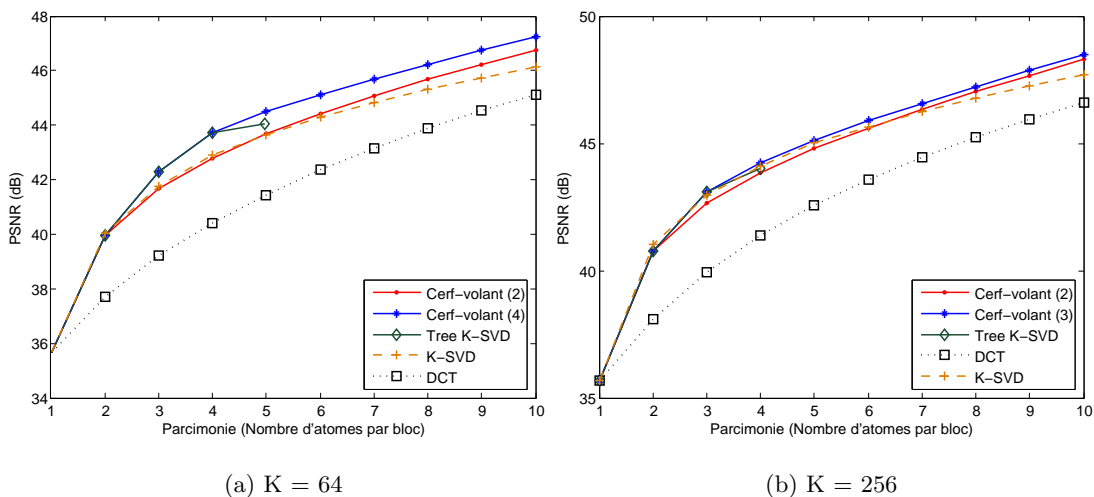 48
46
44
42
40
38
36
34
PSNR (dB)
1 2 3 4 5 6 7 8 9 10
Parcimonie (Nombre d'atomes par bloc)
Cerf−volant (2)
Cerf−volant (4)
Tree K−SVD
K−SVD
DCT
(a) K = 64
50
45
40
35
PSNR (dB)
1 2 3 4 5 6 7 8 9 10
Parcimonie (Nombre d'atomes par bloc)
Cerf−volant (2)
Cerf−volant (3)
Tree K−SVD
DCT
K−SVD
(b) K = 256